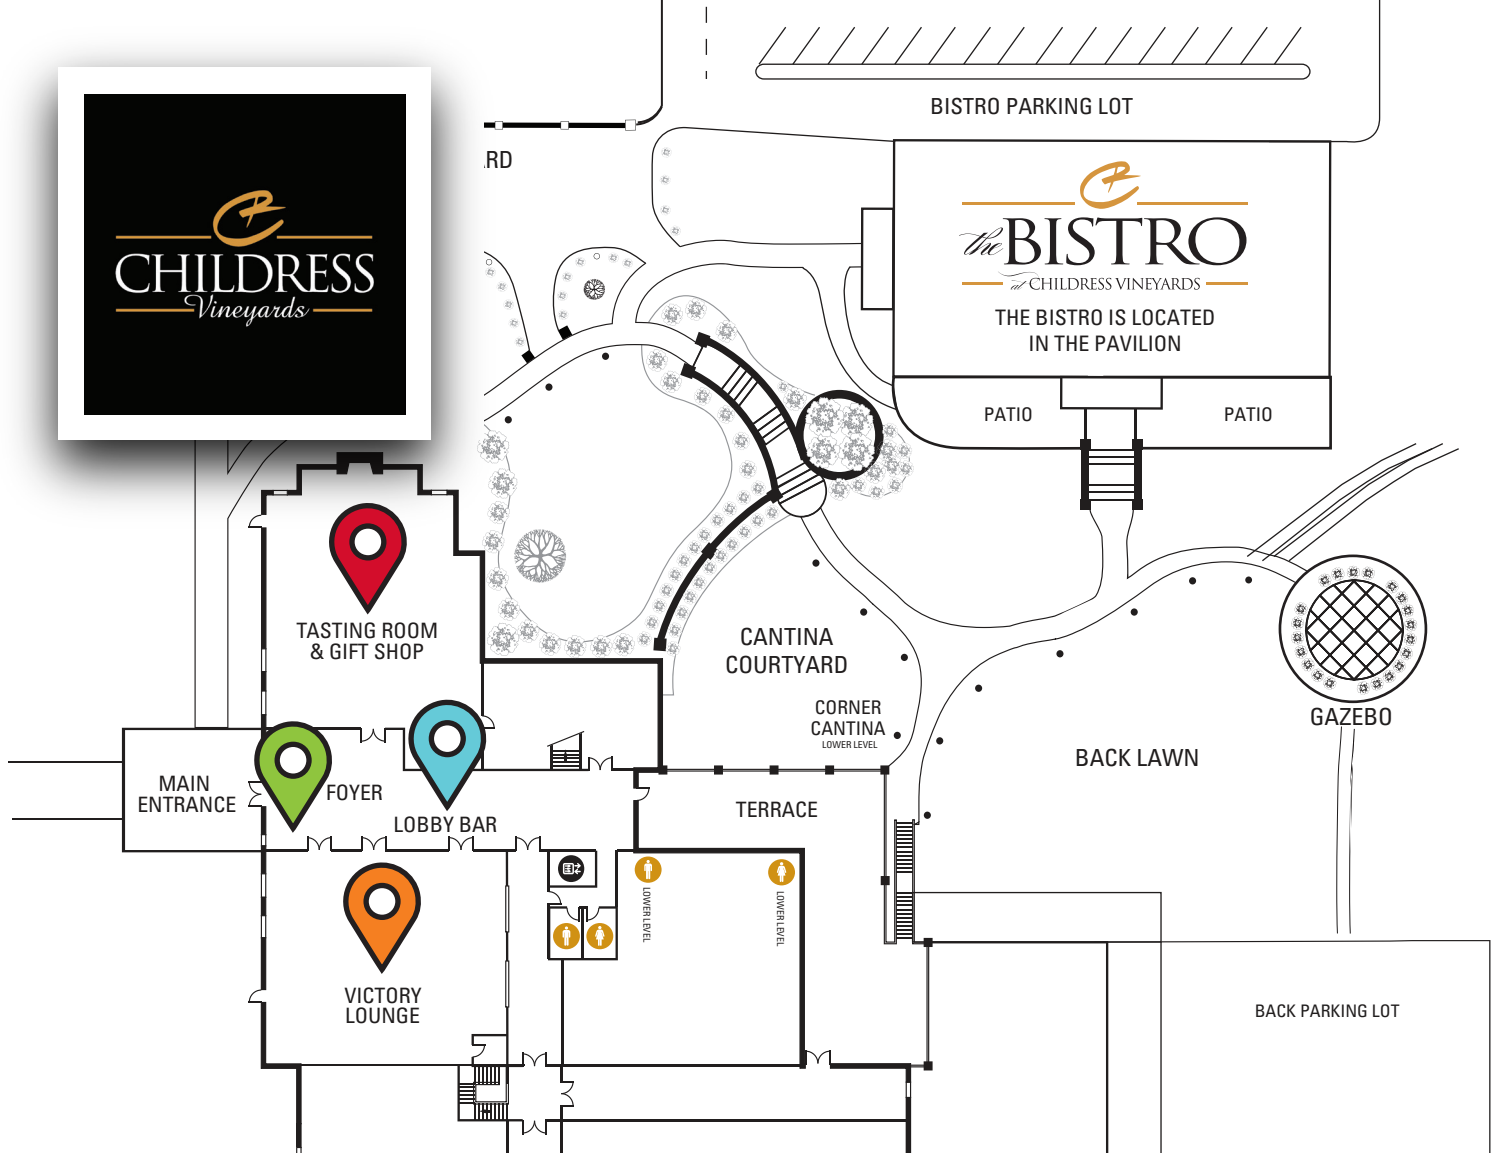 BISTRO PARKING LOT
RD
CHILDRESS
Vineyards
the BISTRO
at CHILDRESS VINEYARDS
THE BISTRO IS LOCATED
IN THE PAVILION
PATIO
PATIO
TASTING ROOM
& GIFT SHOP
CANTINA
COURTYARD
CORNER
CANTINA
LOWER LEVEL
GAZEBO
BACK LAWN
MAIN
ENTRANCE
FOYER
LOBBY BAR
TERRACE
LOWER LEVEL
LOWER LEVEL
VICTORY
LOUNGE
BACK PARKING LOT